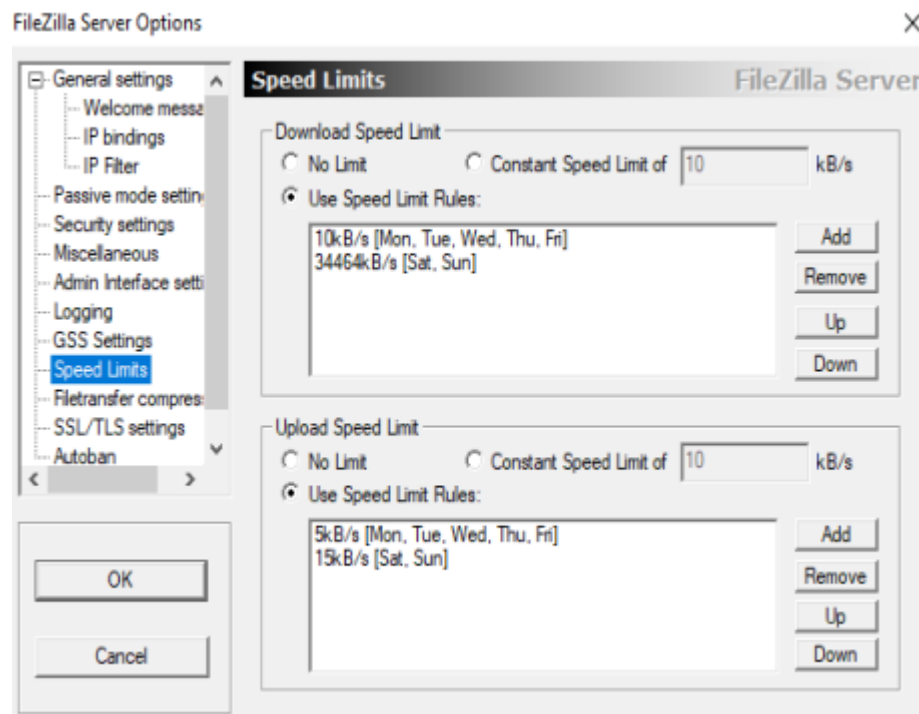 FileZilla Server Options
General settings
Welcome messa
IP bindings
IP Filter
Passive mode settin
Security settings
Miscellaneous
Admin Interface setti
Logging
GSS Settings
Speed Limits
Filetransfer compres
SSL/TLS settings
Autoban
OK
Cancel
Speed Limits FileZilla Server
Download Speed Limit
No Limit Constant Speed Limit of 10 kB/s
Use Speed Limit Rules:
10kB/s [Mon, Tue, Wed, Thu, Fri]
34464kB/s [Sat, Sun]
Add
Remove
Up
Down
Upload Speed Limit
No Limit Constant Speed Limit of 10 kB/s
Use Speed Limit Rules:
5kB/s [Mon, Tue, Wed, Thu, Fri]
15kB/s [Sat, Sun]
Add
Remove
Up
Down